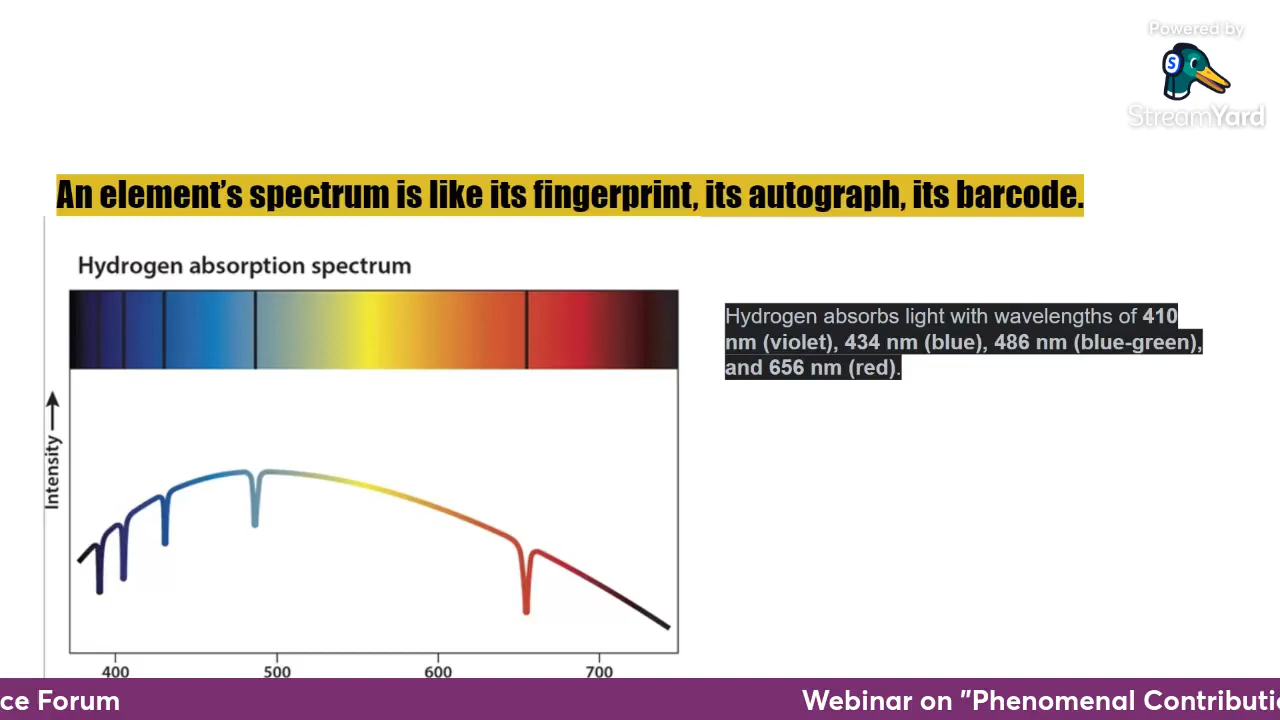 Powered by
StreamYard
An element’s spectrum is like its fingerprint, its autograph, its barcode.
Hydrogen absorption spectrum
Hydrogen absorbs light with wavelengths of 410
nm (violet), 434 nm (blue), 486 nm (blue-green),
and 656 nm (red).
Intensity
400 500 600 700
ce Forum Webinar on "Phenomenal Contributi